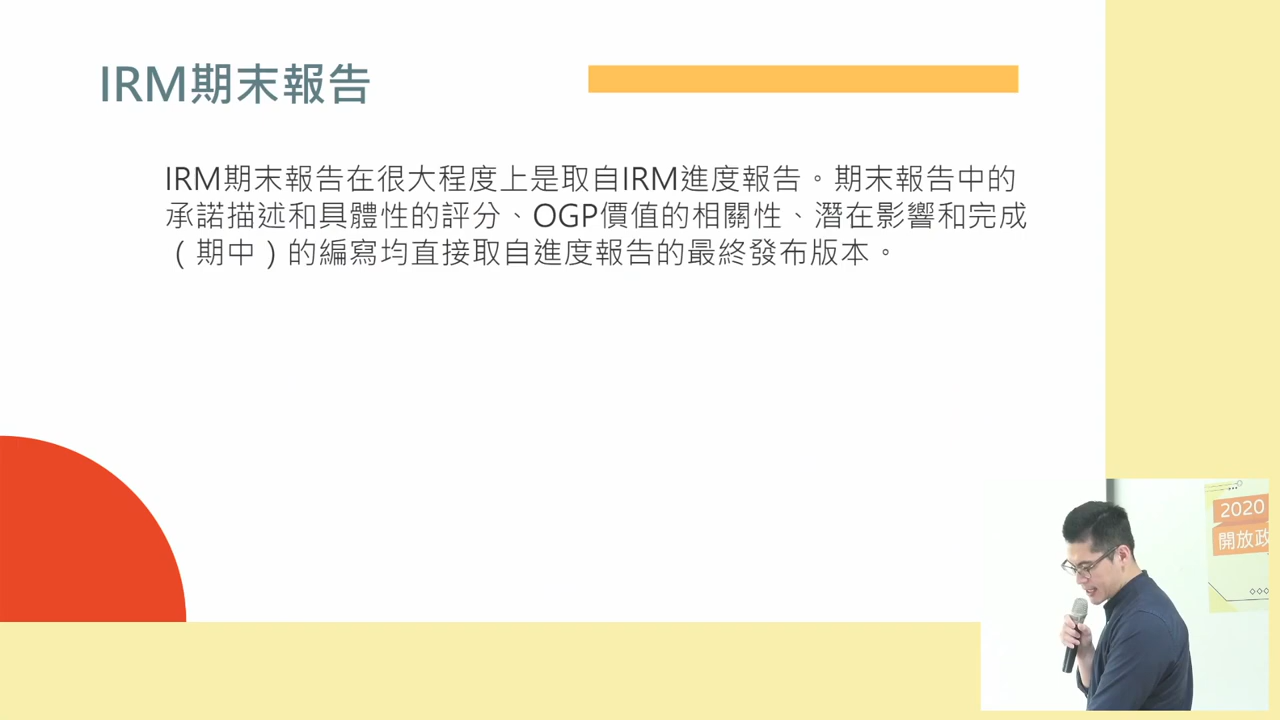 IRM期末報告
IRM期末報告在很大程度上是取自IRM進度報告。期末報告中的
承諾描述和具體性的評分、OGP價值的相關性、潛在影響和完成
（期中）的編寫均直接取自進度報告的最終發布版本。
2020
開放政